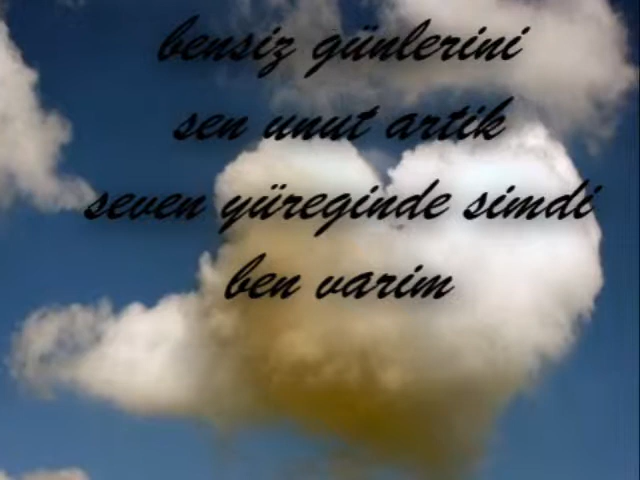 bensiz günlerini
sen unut artik
seven yüreginde simdi
ben varim